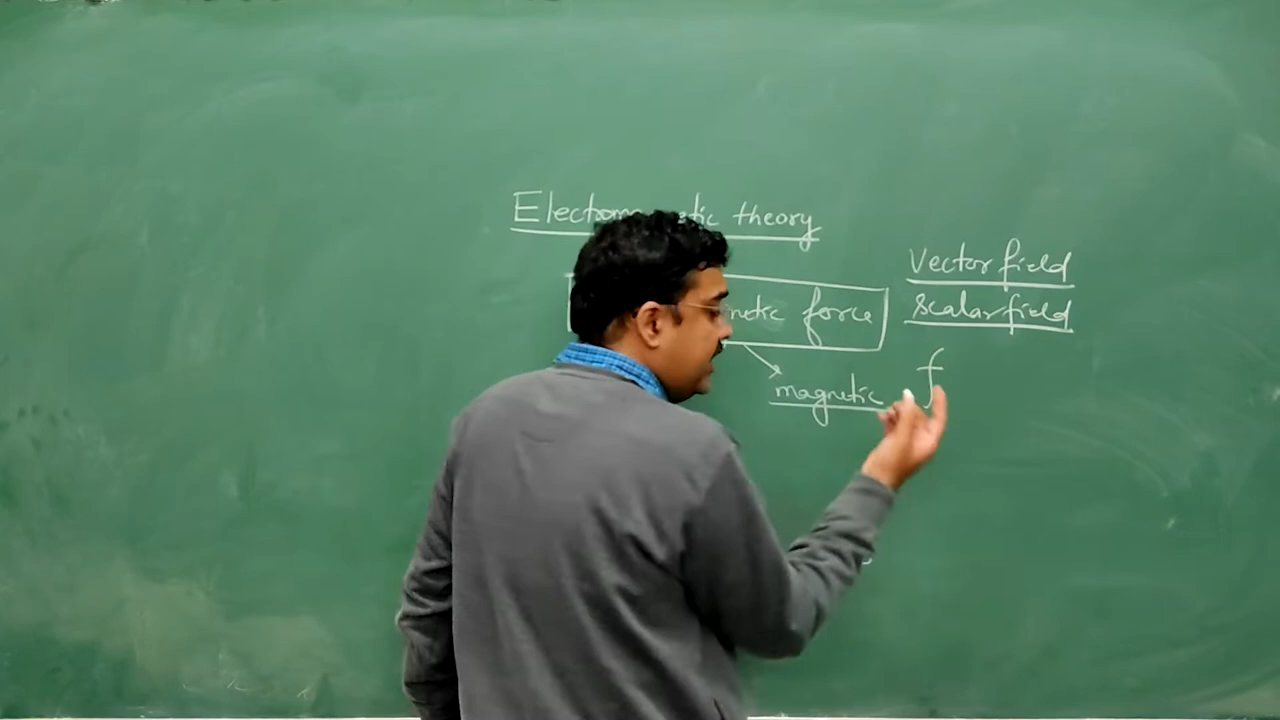 theory
force
vector field
scalar field
magnetic f